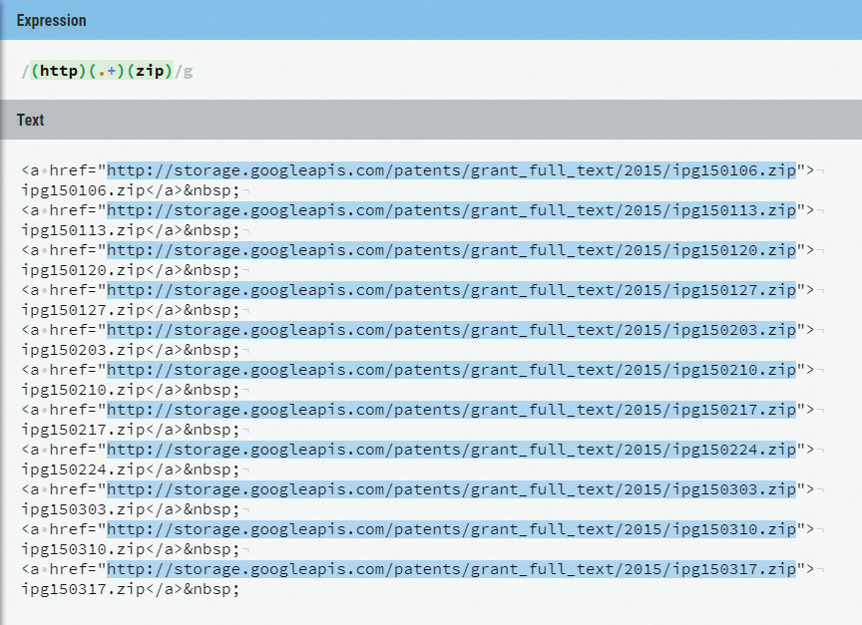 Expression
/(http)(.+)(zip)/g
Text
<a href="http://storage.googleapis.com/patents/grant_full_text/2015/ipg150106.zip">
ipg150106.zip</a>&nbsp;
<a href="http://storage.googleapis.com/patents/grant_full_text/2015/ipg150113.zip">
ipg150113.zip</a>&nbsp;
<a href="http://storage.googleapis.com/patents/grant_full_text/2015/ipg150120.zip">
ipg150120.zip</a>&nbsp;
<a href="http://storage.googleapis.com/patents/grant_full_text/2015/ipg150127.zip">
ipg150127.zip</a>&nbsp;
<a href="http://storage.googleapis.com/patents/grant_full_text/2015/ipg150203.zip">
ipg150203.zip</a>&nbsp;
<a href="http://storage.googleapis.com/patents/grant_full_text/2015/ipg150210.zip">
ipg150210.zip</a>&nbsp;
<a href="http://storage.googleapis.com/patents/grant_full_text/2015/ipg150217.zip">
ipg150217.zip</a>&nbsp;
<a href="http://storage.googleapis.com/patents/grant_full_text/2015/ipg150224.zip">
ipg150224.zip</a>&nbsp;
<a href="http://storage.googleapis.com/patents/grant_full_text/2015/ipg150303.zip">
ipg150303.zip</a>&nbsp;
<a href="http://storage.googleapis.com/patents/grant_full_text/2015/ipg150310.zip">
ipg150310.zip</a>&nbsp;
<a href="http://storage.googleapis.com/patents/grant_full_text/2015/ipg150317.zip">
ipg150317.zip</a>&nbsp;